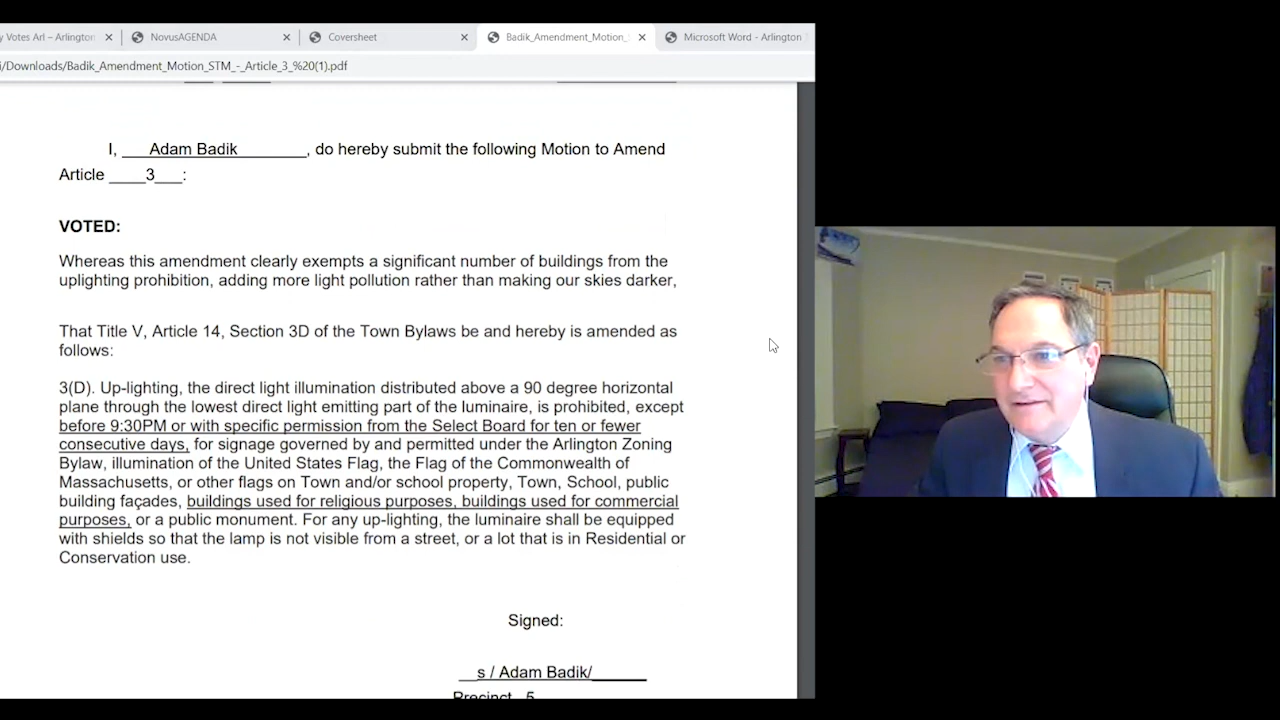 y Votes Arl – Arlington
NovusAGENDA
Coversheet
Badik_Amendment_Motion_
Microsoft Word - Arlington
i/Downloads/Badik_Amendment_Motion_STM_-_Article_3_%20(1).pdf
I, ___Adam Badik________, do hereby submit the following Motion to Amend
Article ____3___:
VOTED:
Whereas this amendment clearly exempts a significant number of buildings from the
uplighting prohibition, adding more light pollution rather than making our skies darker,
That Title V, Article 14, Section 3D of the Town Bylaws be and hereby is amended as
follows:
3(D). Up-lighting, the direct light illumination distributed above a 90 degree horizontal
plane through the lowest direct light emitting part of the luminaire, is prohibited, except
before 9:30PM or with specific permission from the Select Board for ten or fewer
consecutive days, for signage governed by and permitted under the Arlington Zoning
Bylaw, illumination of the United States Flag, the Flag of the Commonwealth of
Massachusetts, or other flags on Town and/or school property, Town, School, public
building façades, buildings used for religious purposes, buildings used for commercial
purposes, or a public monument. For any up-lighting, the luminaire shall be equipped
with shields so that the lamp is not visible from a street, or a lot that is in Residential or
Conservation use.
Signed:
__s / Adam Badik/______
Precinct 5